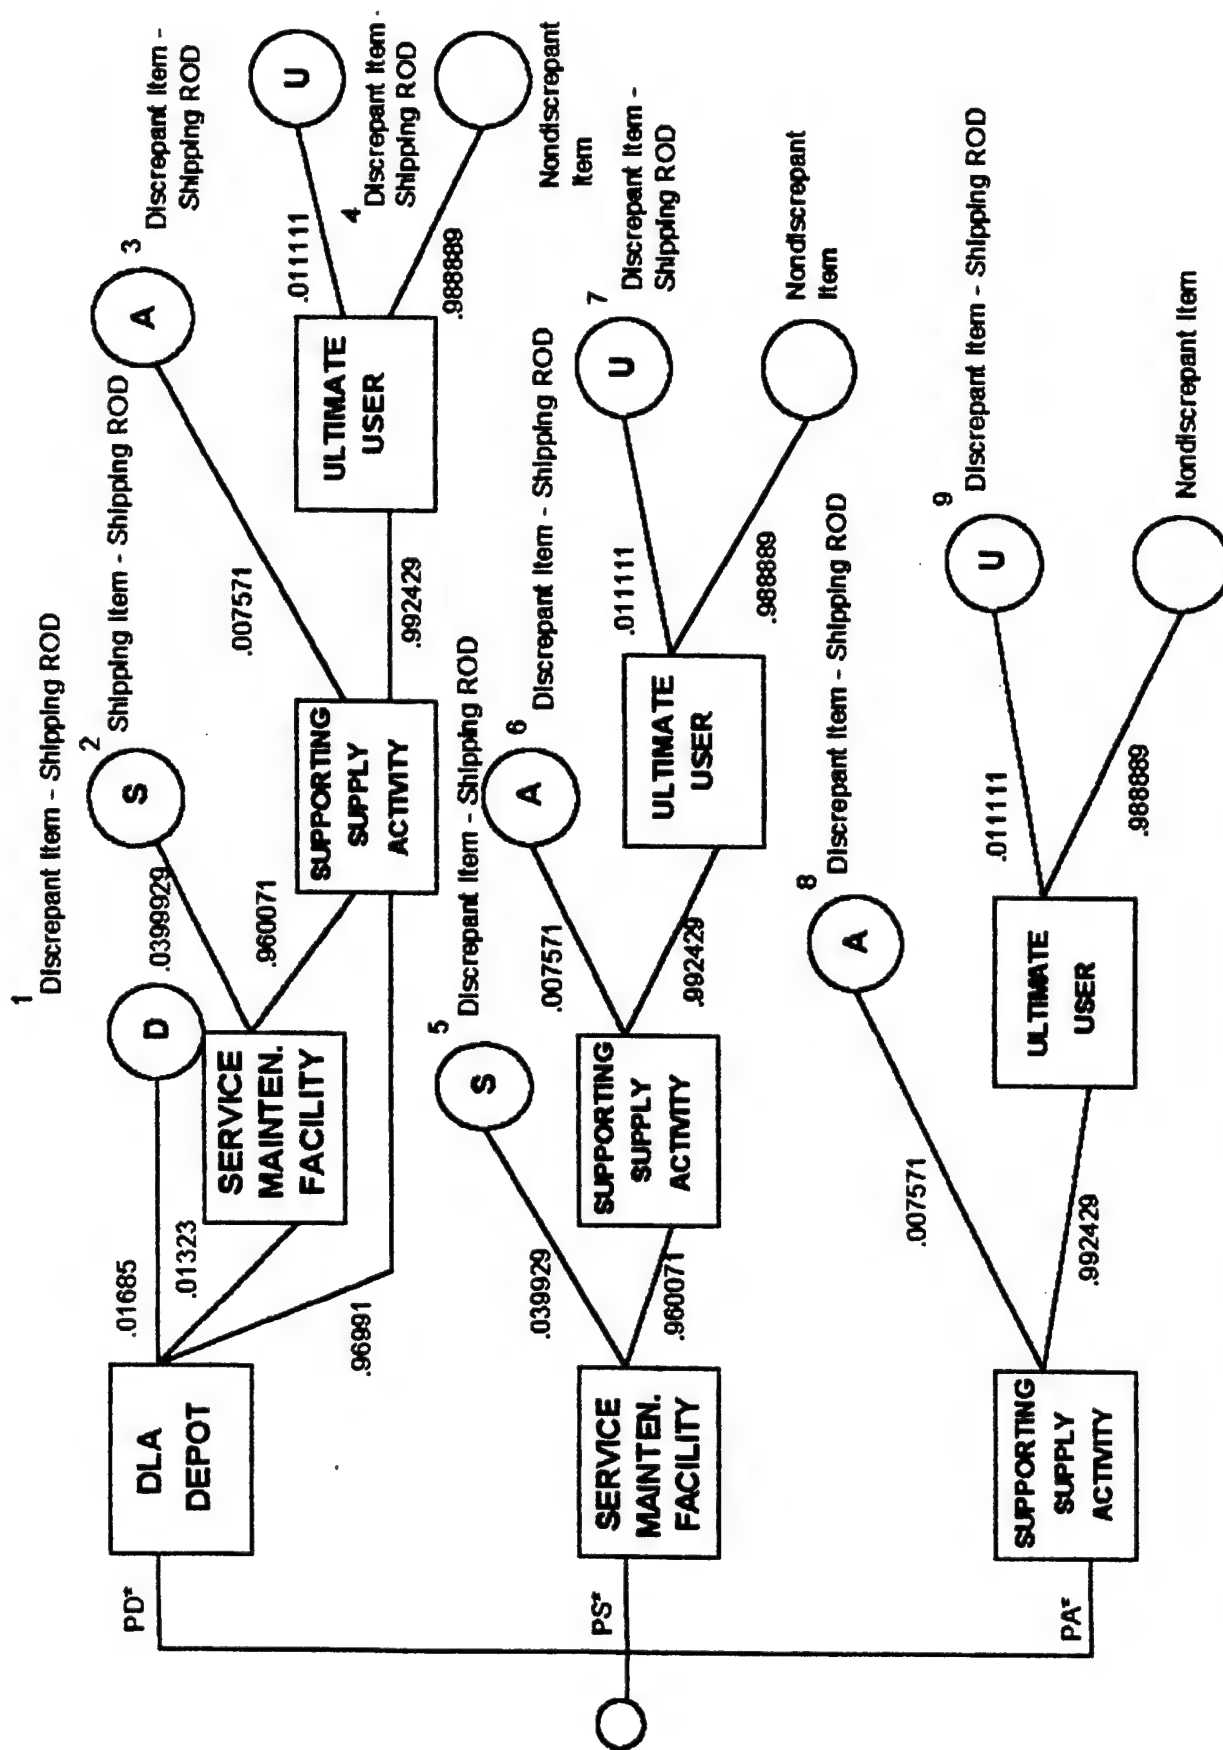 1
Discrepant Item - Shipping ROD
2
Shipping Item - Shipping ROD
3
Discrepant Item -
Shipping ROD
D
S
A
.01685
.01323
.96991
.0399929
.960071
.007571
.992429
PD*
DLA
DEPOT
SERVICE
MAINTEN.
FACILITY
SUPPORTING
SUPPLY
ACTIVITY
ULTIMATE
USER
.011111
.988889
U
4
Discrepant Item -
Shipping ROD
Nondiscrepant
Item
PS*
SERVICE
MAINTEN.
FACILITY
.039929
.960071
S
5
Discrepant Item - Shipping ROD
SUPPORTING
SUPPLY
ACTIVITY
.007571
.992429
A
6
Discrepant Item - Shipping ROD
ULTIMATE
USER
.011111
.988889
U
7
Discrepant Item -
Shipping ROD
Nondiscrepant
Item
PA*
SUPPORTING
SUPPLY
ACTIVITY
.007571
.992429
A
8
Discrepant Item - Shipping ROD
ULTIMATE
USER
.011111
.988889
U
9
Discrepant Item - Shipping ROD
Nondiscrepant Item